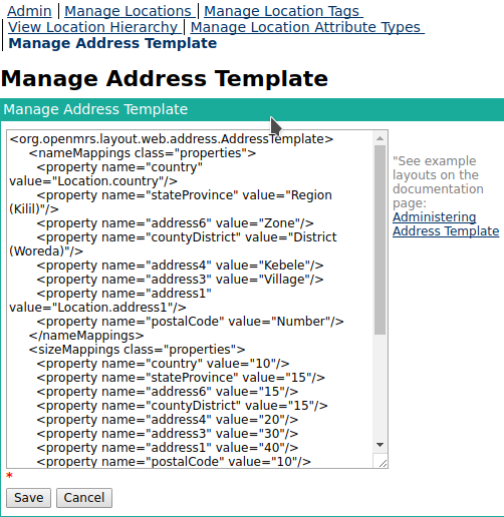 Admin | Manage Locations | Manage Location Tags
| View Location Hierarchy | Manage Location Attribute Types
| Manage Address Template
Manage Address Template
Manage Address Template
<org.openmrs.layout.web.address.AddressTemplate>
<nameMappings class="properties">
<property name="country"
value="Location.country"/>
<property name="stateProvince" value="Region
(Kilil)"/>
<property name="address6" value="Zone"/>
<property name="countyDistrict" value="District
(Woreda)"/>
<property name="address4" value="Kebele"/>
<property name="address3" value="Village"/>
<property name="address1"
value="Location.address1"/>
<property name="postalCode" value="Number"/>
</nameMappings>
<sizeMappings class="properties">
<property name="country" value="10"/>
<property name="stateProvince" value="15"/>
<property name="address6" value="15"/>
<property name="countyDistrict" value="15"/>
<property name="address4" value="20"/>
<property name="address3" value="30"/>
<property name="address1" value="40"/>
<property name="postalCode" value="10"/>
"See example
layouts on the
documentation
page:
Administering
Address Template
*
Save Cancel